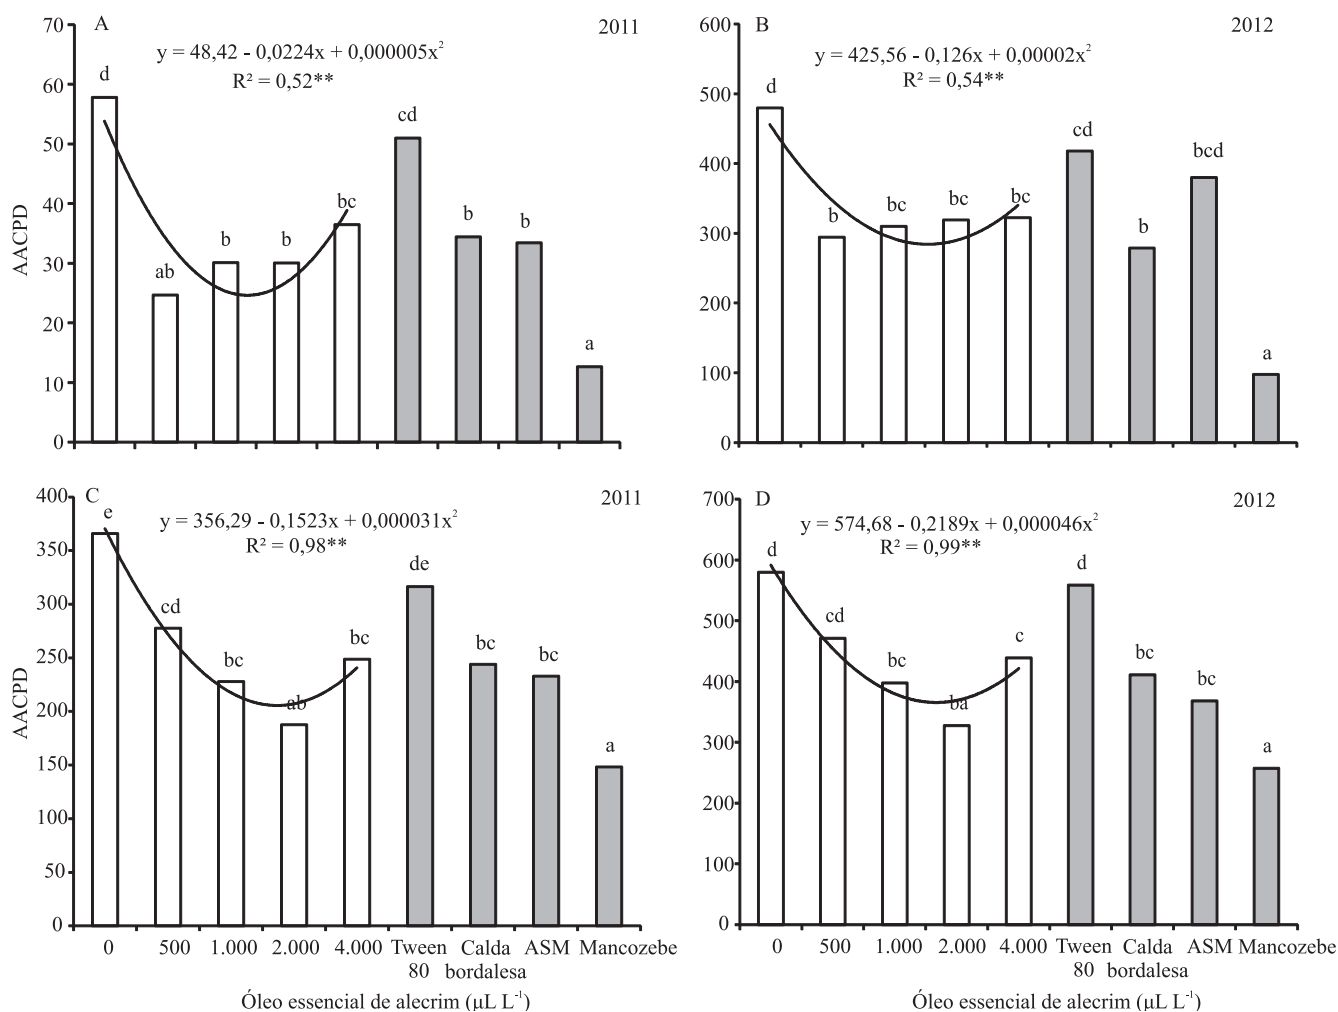 A
2011
y = 48,42 - 0,0224x + 0,000005x²
R² = 0,52**
70
60
50
40
30
20
10
0
AACPD
d
ab
b
b
bc
cd
b
b
a
B
2012
y = 425,56 - 0,126x + 0,00002x²
R² = 0,54**
600
500
400
300
200
100
0
d
b
bc
bc
bc
cd
b
bcd
a
C
2011
y = 356,29 - 0,1523x + 0,000031x²
R² = 0,98**
400
350
300
250
200
150
100
50
0
AACPD
e
cd
bc
ab
bc
de
bc
bc
a
0 500 1.000 2.000 4.000 Tween Calda ASM Mancozebe
80 bordalesa
Óleo essencial de alecrim (µL L⁻¹)
D
2012
y = 574,68 - 0,2189x + 0,000046x²
R² = 0,99**
700
600
500
400
300
200
100
0
d
cd
bc
ba
c
d
bc
bc
a
0 500 1.000 2.000 4.000 Tween Calda ASM Mancozebe
80 bordalesa
Óleo essencial de alecrim (µL L⁻¹)